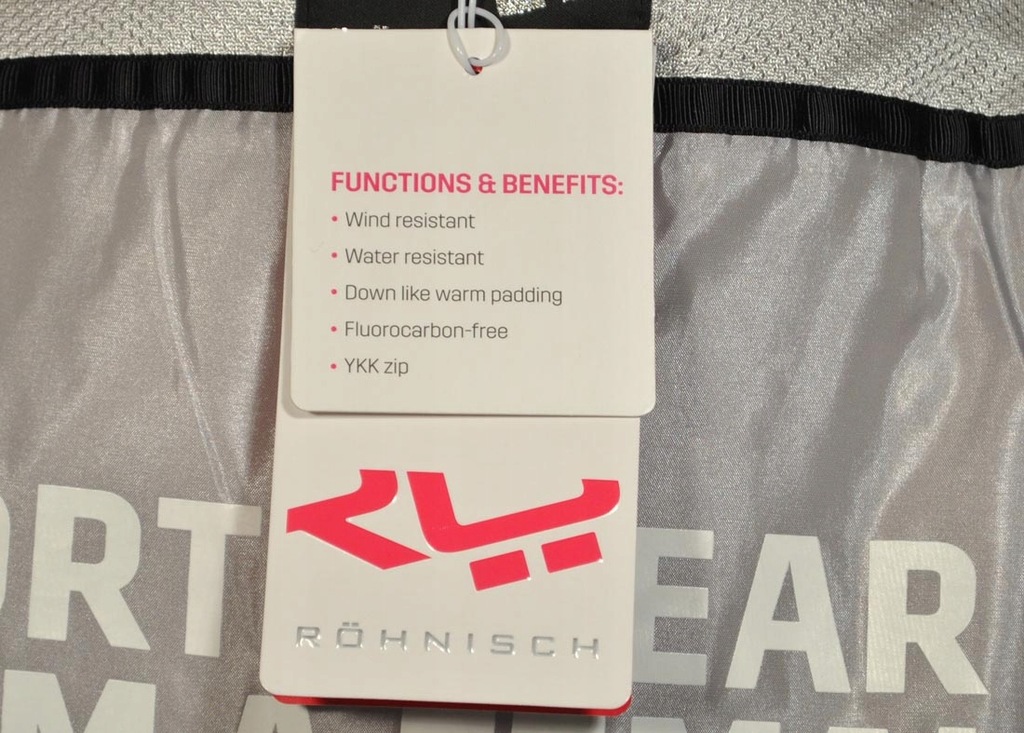 FUNCTIONS & BENEFITS:
• Wind resistant
• Water resistant
• Down like warm padding
• Fluorocarbon-free
• YKK zip
RÖHNISCH
ORT EAR